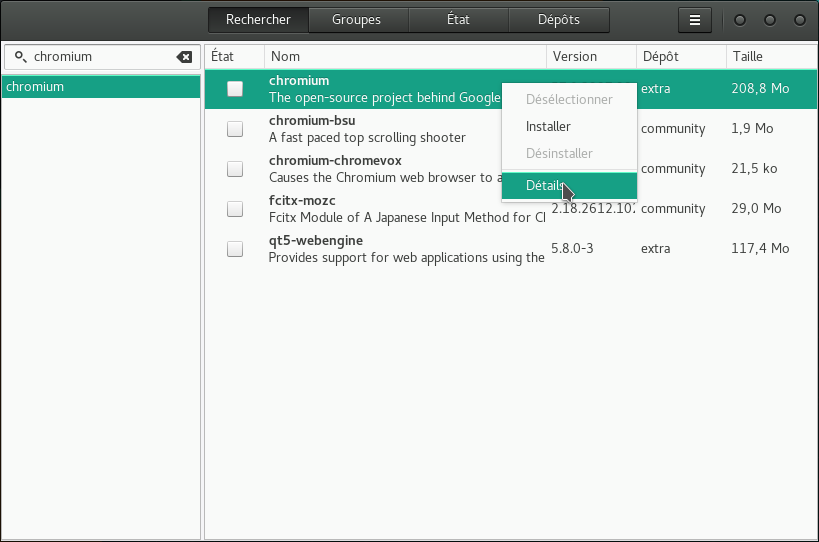 Rechercher Groupes État Dépôts
chromium
État Nom Version Dépôt Taille
chromium
chromium
The open-source project behind Google
extra 208,8 Mo
Désélectionner
Installer
Désinstaller
Détails
chromium-bsu
A fast paced top scrolling shooter
community 1,9 Mo
chromium-chromevox
Causes the Chromium web browser to a
community 21,5 ko
fcitx-mozc
Fcitx Module of A Japanese Input Method for
2.18.2612.10 community 29,0 Mo
qt5-webengine
Provides support for web applications using the
5.8.0-3 extra 117,4 Mo